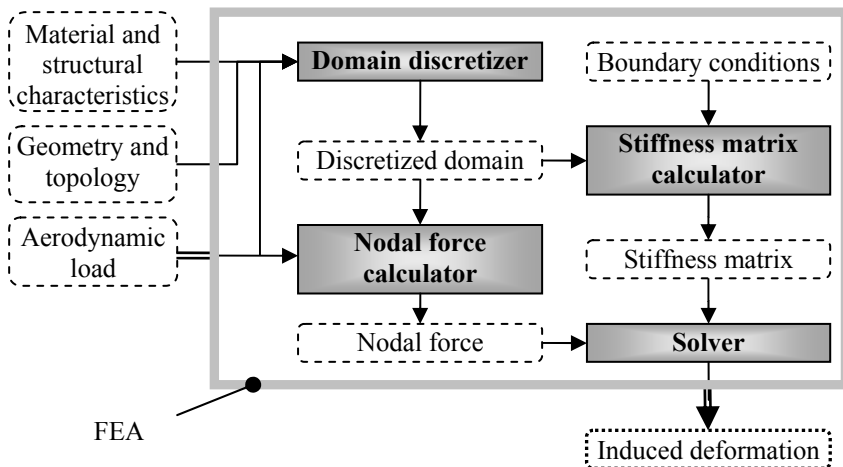 Material and
structural
characteristics
Geometry and
topology
Aerodynamic
load
Domain discretizer
Discretized domain
Nodal force
calculator
Nodal force
Boundary conditions
Stiffness matrix
calculator
Stiffness matrix
Solver
FEA
Induced deformation